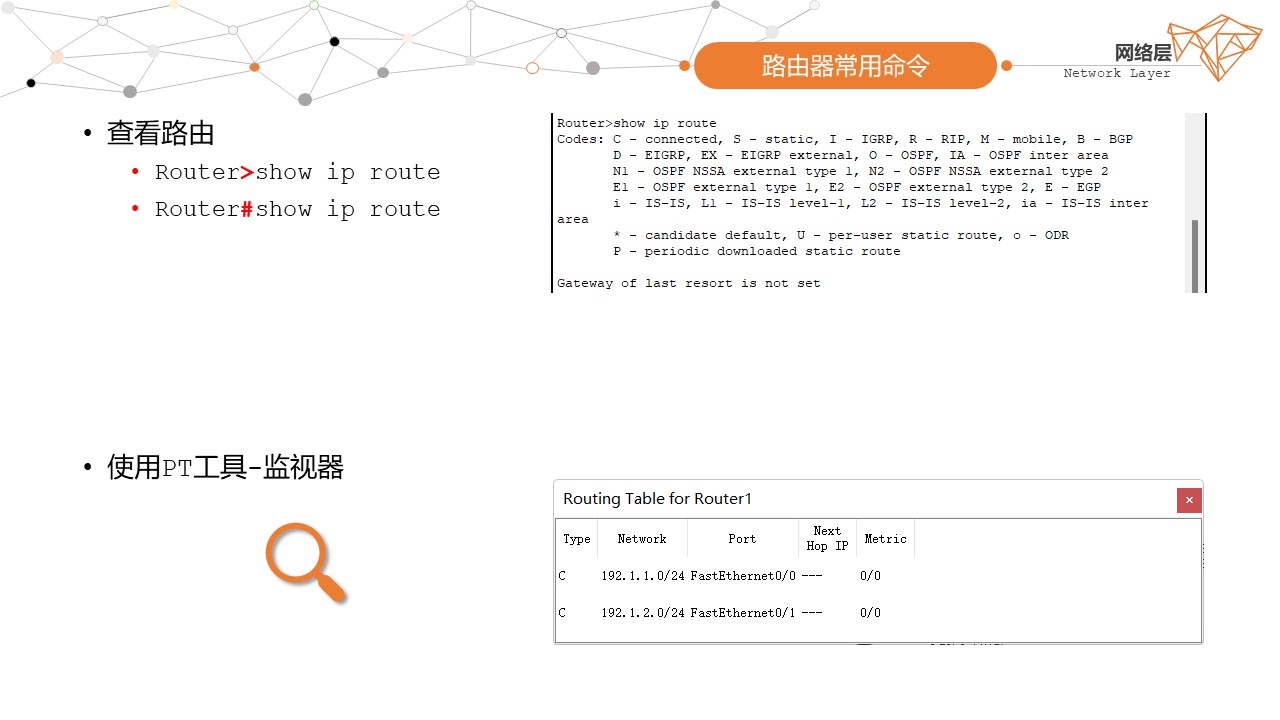 路由器常用命令
网络层
Network Layer
• 查看路由
• Router>show ip route
• Router#show ip route
Router>show ip route
Codes: C - connected, S - static, I - IGRP, R - RIP, M - mobile, B - BGP
D - EIGRP, EX - EIGRP external, O - OSPF, IA - OSPF inter area
N1 - OSPF NSSA external type 1, N2 - OSPF NSSA external type 2
E1 - OSPF external type 1, E2 - OSPF external type 2, E - EGP
i - IS-IS, L1 - IS-IS level-1, L2 - IS-IS level-2, ia - IS-IS inter
area
* - candidate default, U - per-user static route, o - ODR
P - periodic downloaded static route
Gateway of last resort is not set
• 使用PT工具-监视器
Routing Table for Router1
Type Network Port Next Hop IP Metric
C 192.1.1.0/24 FastEthernet0/0 --- 0/0
C 192.1.2.0/24 FastEthernet0/1 --- 0/0